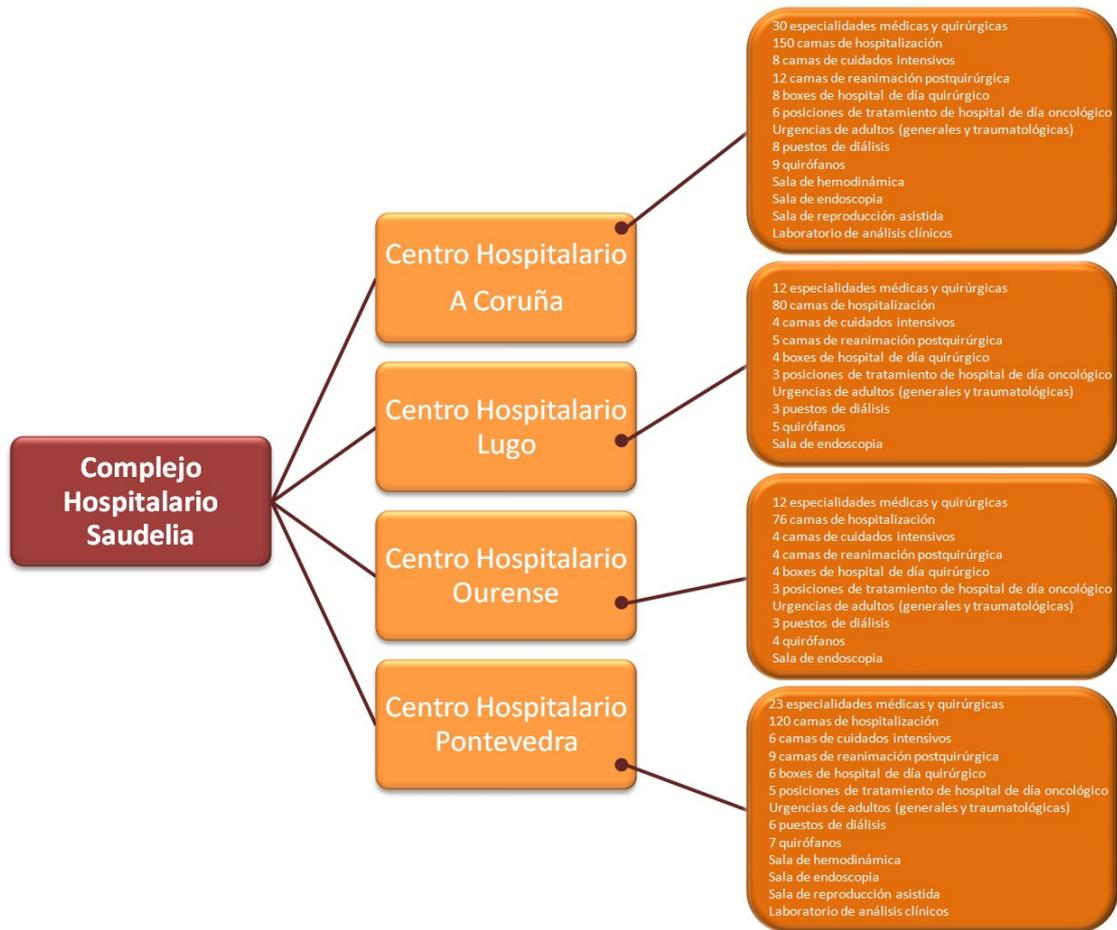 Complejo
Hospitalario
Saudelia
Centro Hospitalario
A Coruña
30 especialidades médicas y quirúrgicas
150 camas de hospitalización
8 camas de cuidados intensivos
12 camas de reanimación postquirúrgica
8 boxes de hospital de día quirúrgico
6 posiciones de tratamiento de hospital de día oncológico
Urgencias de adultos (generales y traumatológicas)
8 puestos de diálisis
9 quirófanos
Sala de hemodinámica
Sala de endoscopia
Sala de reproducción asistida
Laboratorio de análisis clínicos
Centro Hospitalario
Lugo
12 especialidades médicas y quirúrgicas
80 camas de hospitalización
4 camas de cuidados intensivos
5 camas de reanimación postquirúrgica
4 boxes de hospital de día quirúrgico
3 posiciones de tratamiento de hospital de día oncológico
Urgencias de adultos (generales y traumatológicas)
3 puestos de diálisis
5 quirófanos
Sala de endoscopia
Centro Hospitalario
Ourense
12 especialidades médicas y quirúrgicas
76 camas de hospitalización
4 camas de cuidados intensivos
4 camas de reanimación postquirúrgica
4 boxes de hospital de día quirúrgico
3 posiciones de tratamiento de hospital de día oncológico
Urgencias de adultos (generales y traumatológicas)
3 puestos de diálisis
4 quirófanos
Sala de endoscopia
Centro Hospitalario
Pontevedra
23 especialidades médicas y quirúrgicas
120 camas de hospitalización
6 camas de cuidados intensivos
9 camas de reanimación postquirúrgica
6 boxes de hospital de día quirúrgico
5 posiciones de tratamiento de hospital de día oncológico
Urgencias de adultos (generales y traumatológicas)
6 puestos de diálisis
7 quirófanos
Sala de hemodinámica
Sala de endoscopia
Sala de reproducción asistida
Laboratorio de análisis clínicos